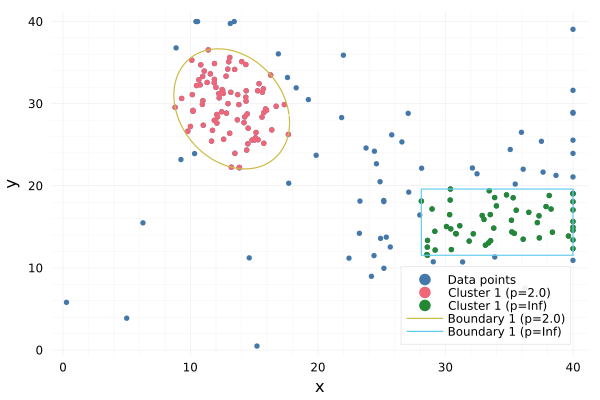 40
30
20
10
0
y
0
10
20
30
40
x
Data points
Cluster 1 (p=2.0)
Cluster 1 (p=Inf)
Boundary 1 (p=2.0)
Boundary 1 (p=Inf)